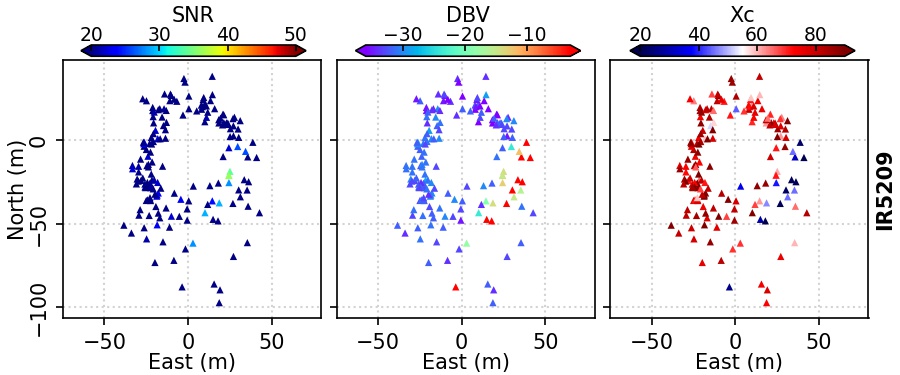 SNR DBV Xc
20 30 40 50 −30 −20 −10 20 40 60 80
North (m)
0
−50
−100
IR5209
−50 0 50 −50 0 50 −50 0 50
East (m) East (m) East (m)